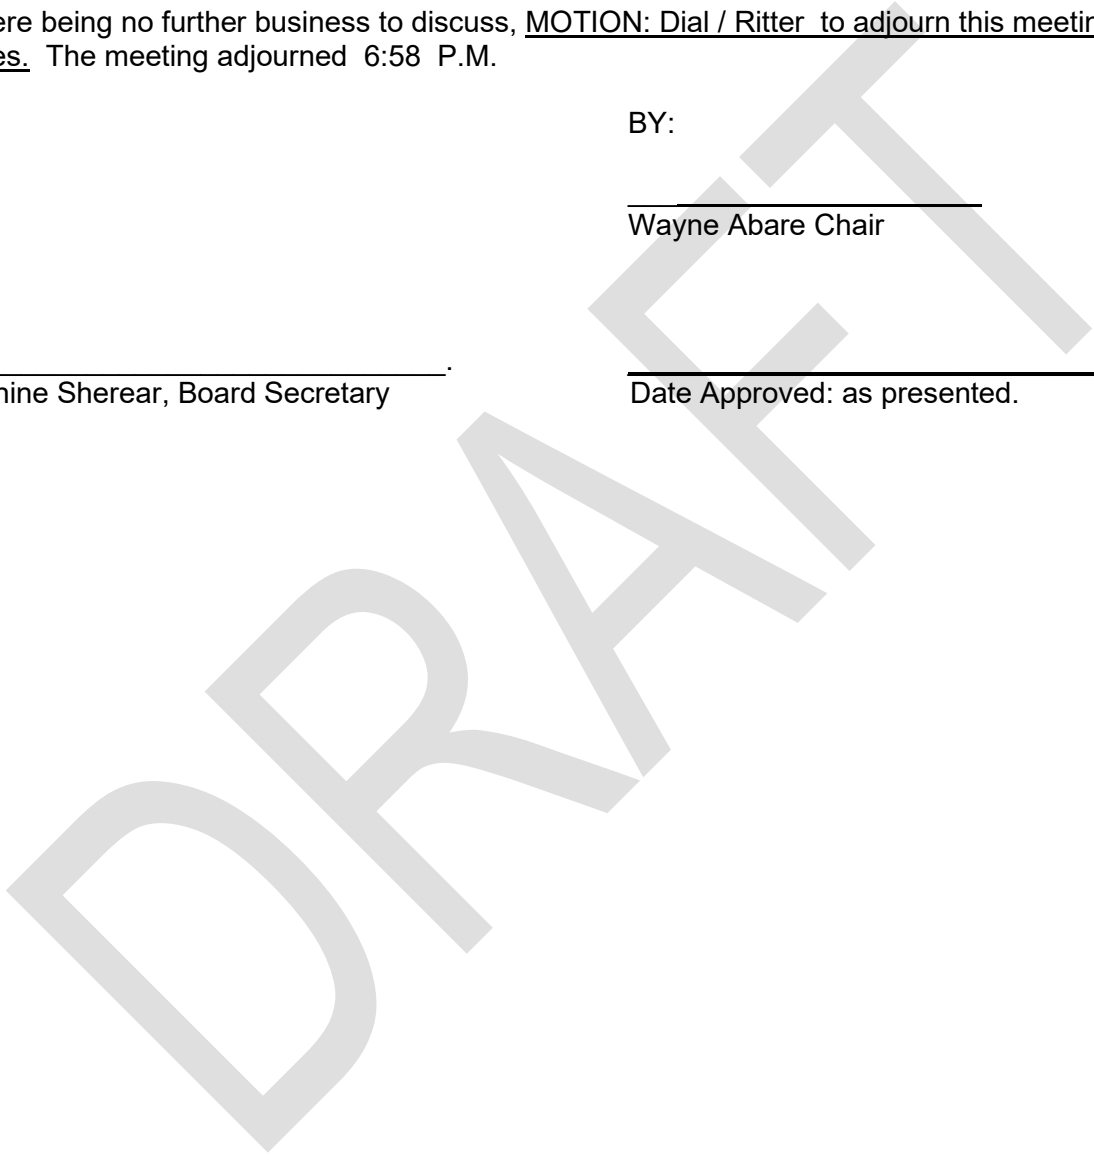 ere being no further business to discuss, MOTION: Dial / Ritter to adjourn this meetin
es. The meeting adjourned 6:58 P.M.
BY:
Wayne Abare Chair
.
nine Sherear, Board Secretary
Date Approved: as presented.
DRAFT